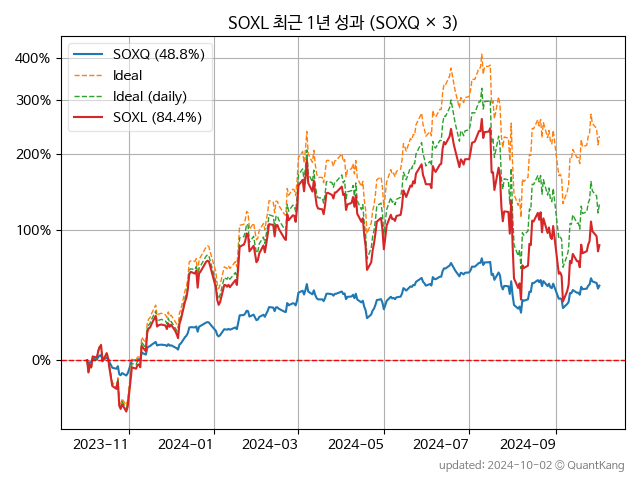 SOXL 최근 1년 성과 (SOXQ × 3)
SOXQ (48.8%)
Ideal
Ideal (daily)
SOXL (84.4%)
400%
300%
200%
100%
0%
2023-11
2024-01
2024-03
2024-05
2024-07
2024-09
updated: 2024-10-02 © QuantKang